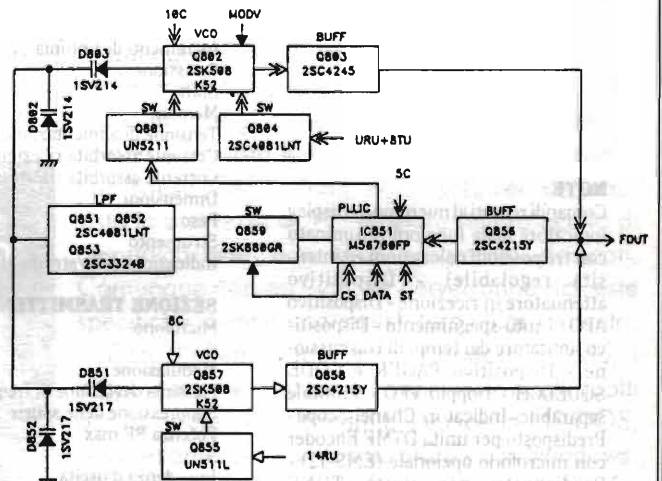 10C
MODV
VCO
BUFF
D803
1SV214
Q802
2SK508
K52
Q803
2SC4245
D802
1SV214
SW
SW
Q801
UN5211
Q804
2SC4081LNT
URU+8TU
5C
LPF
Q851 Q852
2SC4081LNT
Q853
2SC3324B
SW
Q859
2SK880GR
PLLIC
IC851
M56760FP
BUFF
Q856
2SC4215Y
FOUT
CS DATA ST
8C
VCO
BUFF
D851
1SV217
Q857
2SK508
K52
Q858
2SC4215Y
D852
1SV217
SW
Q855
UN511L
14RU
NOTE
SEZIONE TRASMITTEN